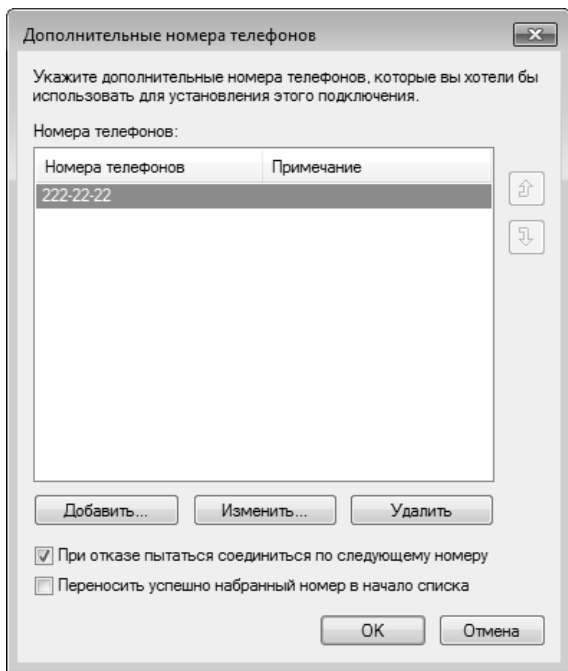 Дополнительные номера телефонов
Укажите дополнительные номера телефонов, которые вы хотели бы
использовать для установления этого подключения.
Номера телефонов:
Номера телефонов Примечание
222-22-22
Добавить... Изменить... Удалить
При отказе пытаться соединиться по следующему номеру
Переносить успешно набранный номер в начало списка
OK Отмена